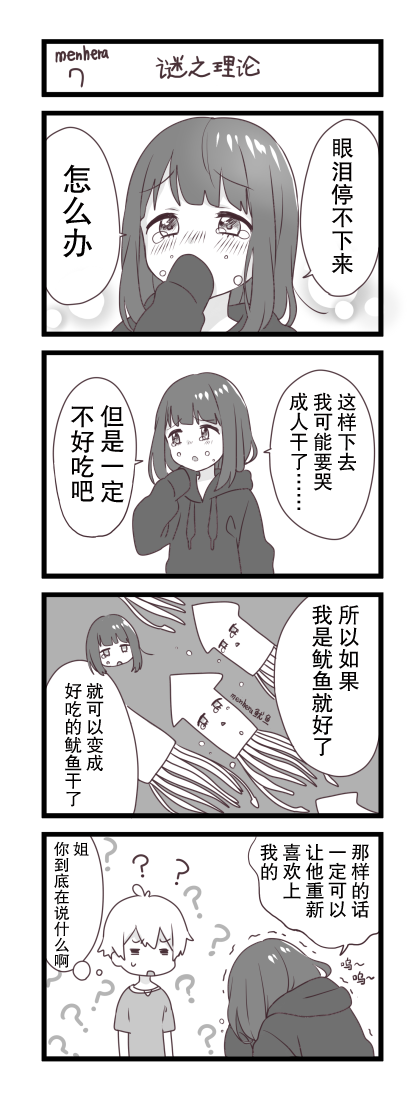 menhera
7
谜之理论
眼泪停不下来
怎么办
这样下去
我可能要哭
成人干了……
但是一定
不好吃吧
所以如果
我是鱿鱼就好了
menhera鱿鱼
就可以变成
好吃的鱿鱼干了
那样的话
一定可以
让他重新
喜欢上
我的
呜~
呜~
姐
你到底在说什么啊
? ? ? ? ? ? ? ? ?